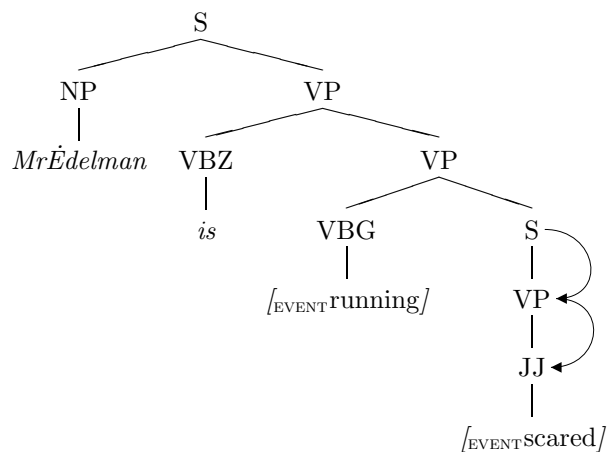 S
NP VP
MrĖdelman VBZ VP
is VBG S
[EVENT running] VP
JJ
[EVENT scared]